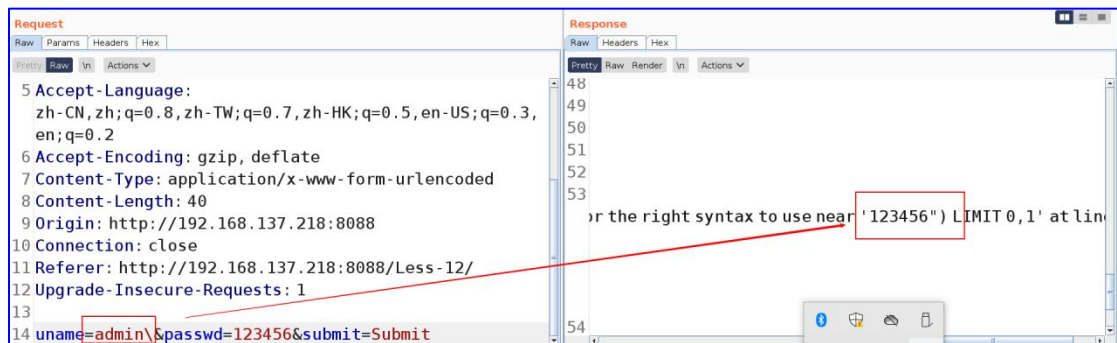 Request
Raw Params Headers Hex
Pretty Raw \n Actions
5 Accept-Language:
zh-CN,zh;q=0.8,zh-TW;q=0.7,zh-HK;q=0.5,en-US;q=0.3,
en;q=0.2
6 Accept-Encoding: gzip, deflate
7 Content-Type: application/x-www-form-urlencoded
8 Content-Length: 40
9 Origin: http://192.168.137.218:8088
10 Connection: close
11 Referer: http://192.168.137.218:8088/Less-12/
12 Upgrade-Insecure-Requests: 1
13
14 uname=admin\&passwd=123456&submit=Submit
Response
Raw Headers Hex
Pretty Raw Render \n Actions
48
49
50
51
52
53
or the right syntax to use near '123456") LIMIT 0,1' at lin
54